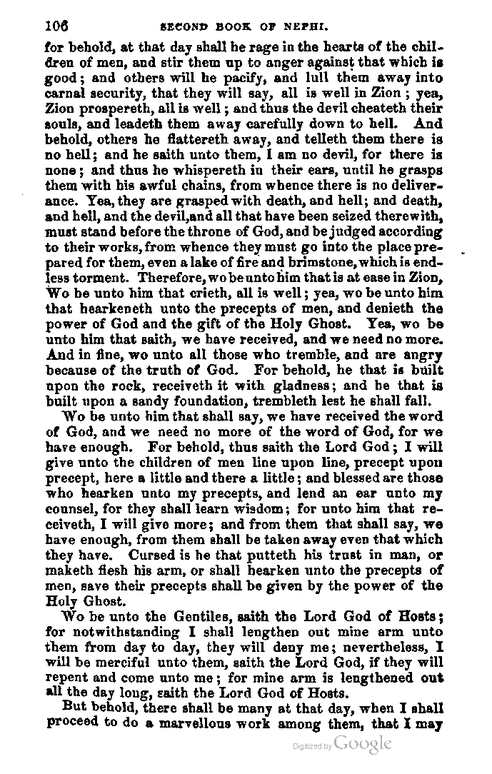 106 SECOND BOOK OF NEPHI.
for behold, at that day shall he rage in the hearts of the chil-
dren of men, and stir them up to anger against that which is
good; and others will he pacify, and lull them away into
carnal security, that they will say, all is well in Zion; yea,
Zion prospereth, all is well; and thus the devil cheateth their
souls, and leadeth them away carefully down to hell. And
behold, others he flattereth away, and telleth them there is
no hell; and he saith unto them, I am no devil, for there is
none; and thus he whispereth in their ears, until he grasps
them with his awful chains, from whence there is no deliver-
ance. Yea, they are grasped with death, and hell; and death,
and hell, and the devil,and all that have been seized therewith,
must stand before the throne of God, and be judged according
to their works, from whence they must go into the place pre-
pared for them, even a lake of fire and brimstone, which is end-
less torment. Therefore, wo be unto him that is at ease in Zion,
Wo be unto him that crieth, all is well; yea, wo be unto him
that hearkeneth unto the precepts of men, and denieth the
power of God and the gift of the Holy Ghost. Yea, wo be
unto him that saith, we have received, and we need no more.
And in fine, wo unto all those who tremble, and are angry
because of the truth of God. For behold, he that is built
upon the rock, receiveth it with gladness; and he that is
built upon a sandy foundation, trembleth lest he shall fall.
Wo be unto him that shall say, we have received the word
of God, and we need no more of the word of God, for we
have enough. For behold, thus saith the Lord God; I will
give unto the children of men line upon line, precept upon
precept, here a little and there a little; and blessed are those
who hearken unto my precepts, and lend an ear unto my
counsel, for they shall learn wisdom; for unto him that re-
ceiveth, I will give more; and from them that shall say, we
have enough, from them shall be taken away even that which
they have. Cursed is he that putteth his trust in man, or
maketh flesh his arm, or shall hearken unto the precepts of
men, save their precepts shall be given by the power of the
Holy Ghost.
Wo be unto the Gentiles, saith the Lord God of Hosts;
for notwithstanding I shall lengthen out mine arm unto
them from day to day, they will deny me; nevertheless, I
will be merciful unto them, saith the Lord God, if they will
repent and come unto me; for mine arm is lengthened out
all the day long, saith the Lord God of Hosts.
But behold, there shall be many at that day, when I shall
proceed to do a marvellous work among them, that I may
Digitized by Google